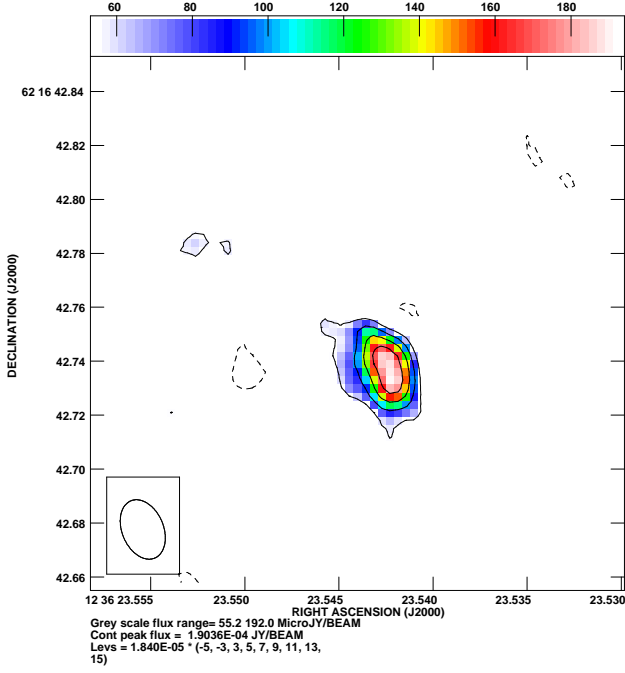 60 80 100 120 140 160 180
62 16 42.84
42.82
42.80
42.78
42.76
42.74
42.72
42.70
42.68
42.66
DECLINATION (J2000)
12 36 23.555 23.550 23.545 23.540 23.535 23.530
RIGHT ASCENSION (J2000)
Grey scale flux range= 55.2 192.0 MicroJY/BEAM
Cont peak flux = 1.9036E-04 JY/BEAM
Levs = 1.840E-05 * (-5, -3, 3, 5, 7, 9, 11, 13,
15)